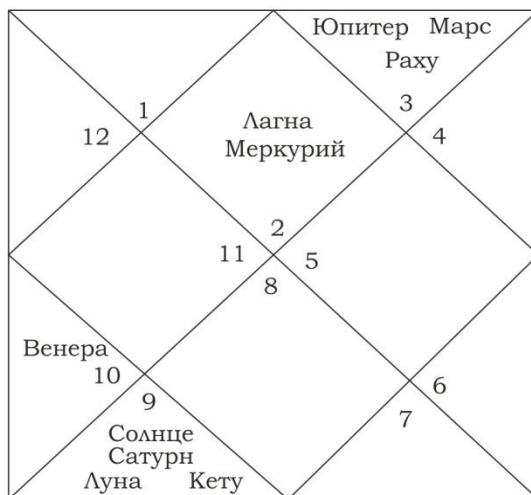 Юпитер Марс
Раху
1
3
12
Лагна
4
Меркурий
2
11
5
8
Венера
10
6
9
7
Солнце
Сатурн
Луна Кету